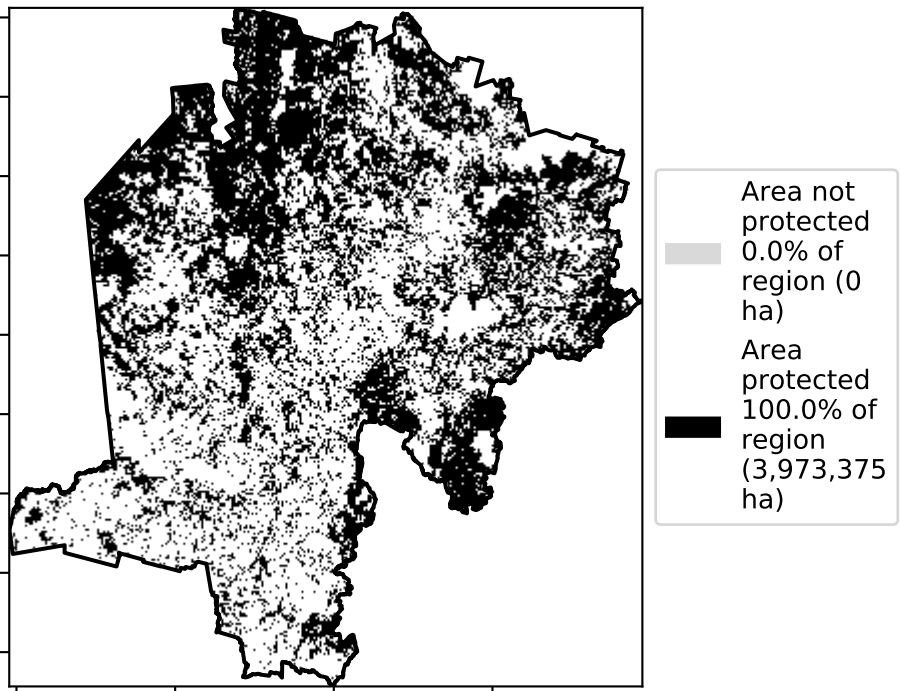 Area not
protected
0.0% of
region (0
ha)
Area
protected
100.0% of
region
(3,973,375
ha)